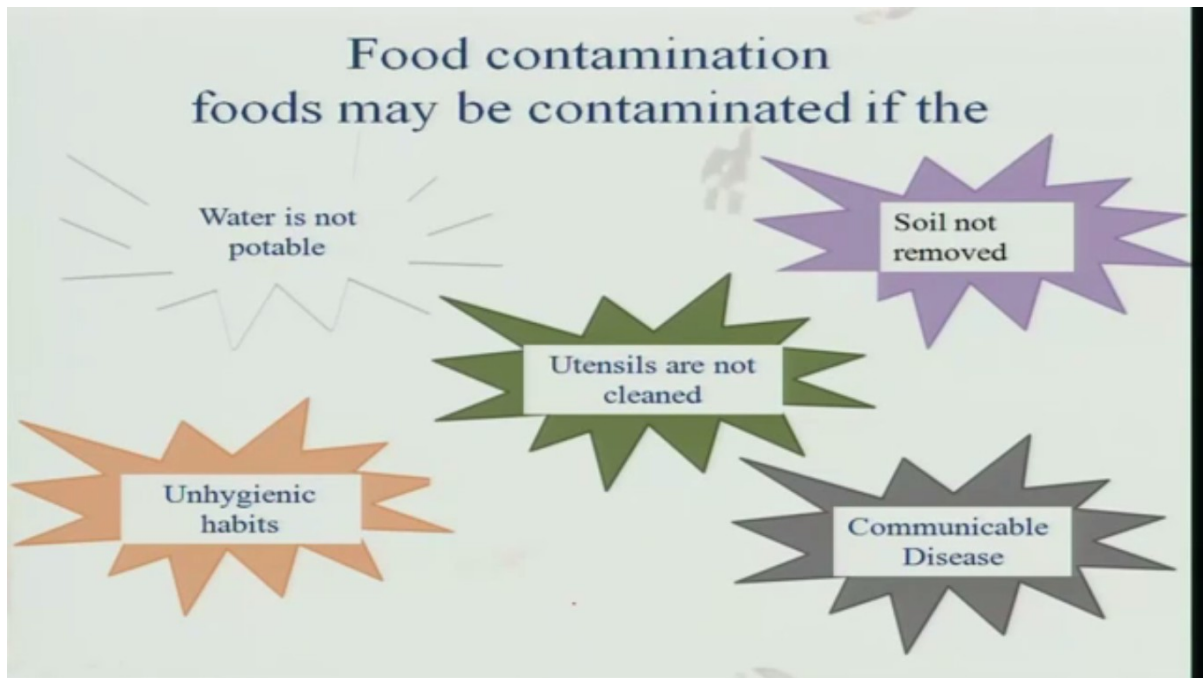 Food contamination
foods may be contaminated if the
Water is not
potable
Soil not
removed
Utensils are not
cleaned
Unhygienic
habits
Communicable
Disease